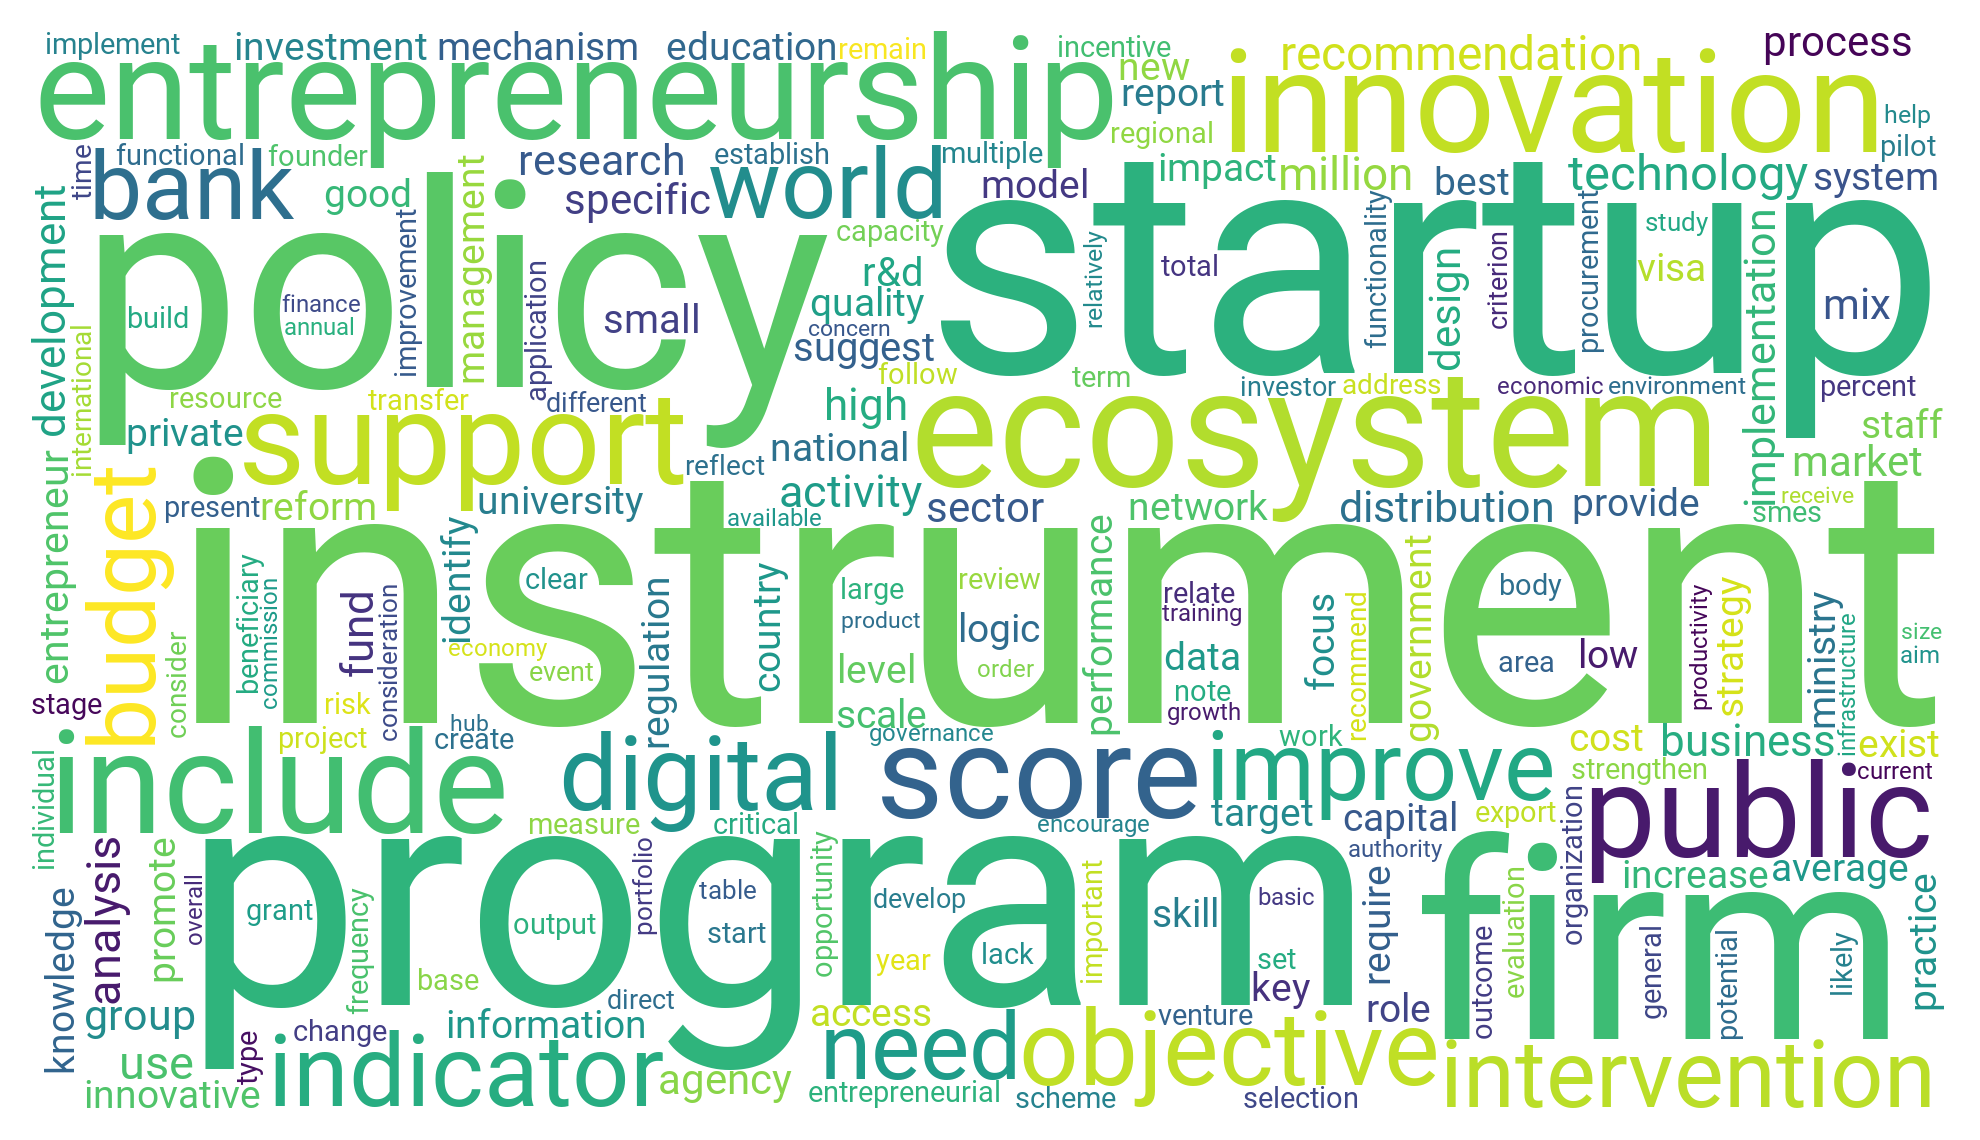 implement
investment
mechanism
education
remain
incentive
recommendation
process
entrepreneurship
new
innovation
report
regional
help
pilot
time
functional
founder
research
establish
multiple
impact
million
technology
system
bank
good
specific
world
model
best
management
policy
startup
capacity
improvement
development
international
build
finance
annual
application
small
r&d
quality
concern
suggest
follow
relatively
total
term
functionality
design
criterion
procurement
study
visa
implementation
mix
investor
address
economic
environment
percent
resource
transfer
different
private
support
high
national
reflect
ecosystem
staff
market
entrepreneur
budget
present
reform
university
activity
available
sector
network
distribution
provide
receive
smes
instrument
identify
clear
regulation
country
large
product
review
logic
level
order
scale
performance
relate
training
data
note
growth
focus
recommend
government
body
area
low
productivity
strategy
ministry
infrastructure
size
aim
beneficiary
commission
consider
fund
consideration
economy
event
stage
risk
project
hub
create
governance
work
cost
business
exist
strengthen
current
individual
include
digital
score
improve
public
measure
critical
encourage
target
capital
authority
export
organization
increase
average
knowledge
analysis
promote
overall
program
grant
frequency
output
portfolio
table
start
opportunity
develop
year
lack
important
skill
basic
set
key
require
role
firm
outcome
evaluation
general
potential
likely
practice
base
direct
group
change
information
access
need
objective
venture
use
type
indicator
agency
innovative
entrepreneurial
scheme
selection
intervention